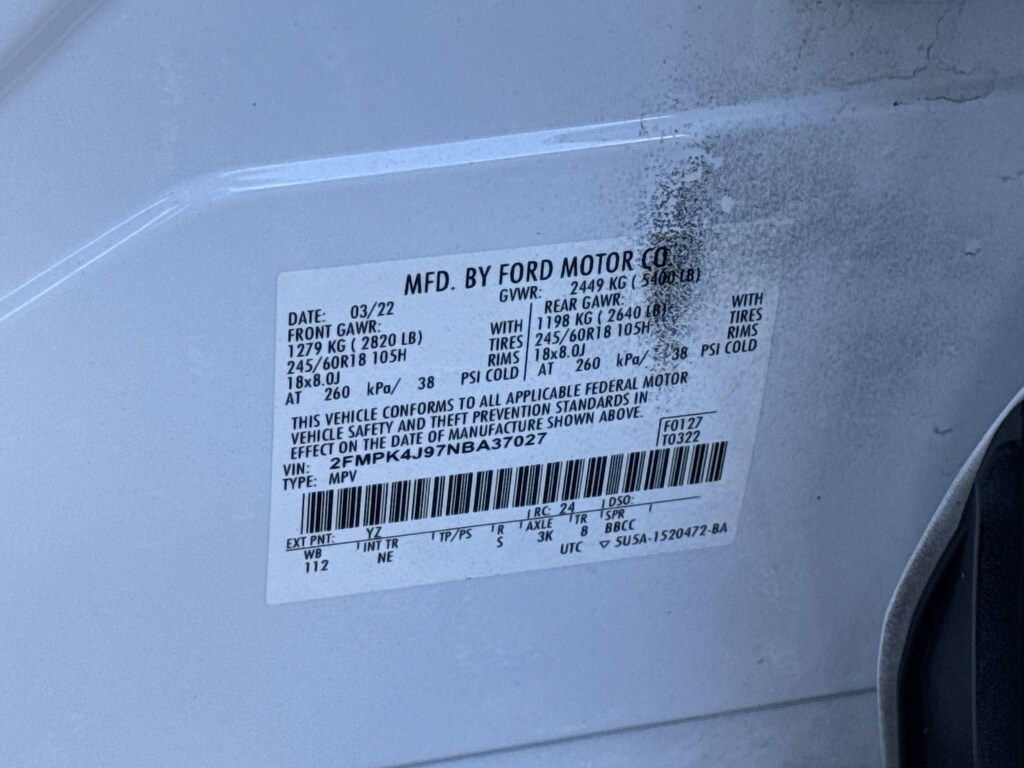 MFD. BY FORD MOTOR CO.
DATE: 03/22 GVWR: 2449 KG ( 5400 LB)
FRONT GAWR: REAR GAWR:
1279 KG ( 2820 LB) WITH 1198 KG ( 2640 LB) WITH
245/60R18 105H TIRES 245/60R18 105H TIRES
18x8.0J RIMS 18x8.0J RIMS
AT 260 kPa/ 38 PSI COLD AT 260 kPa/ 38 PSI COLD
THIS VEHICLE CONFORMS TO ALL APPLICABLE FEDERAL MOTOR
VEHICLE SAFETY AND THEFT PREVENTION STANDARDS IN
EFFECT ON THE DATE OF MANUFACTURE SHOWN ABOVE.
VIN: 2FMPK4J97NBA37027 F0127
TYPE: MPV T0322
EXT PNT: YZ RC: 24 DSO:
WB INT TR TP/PS R AXLE TR SPR
112 NE S 3K 8 BBCC
UTC ▽ 5U5A-1520472-BA